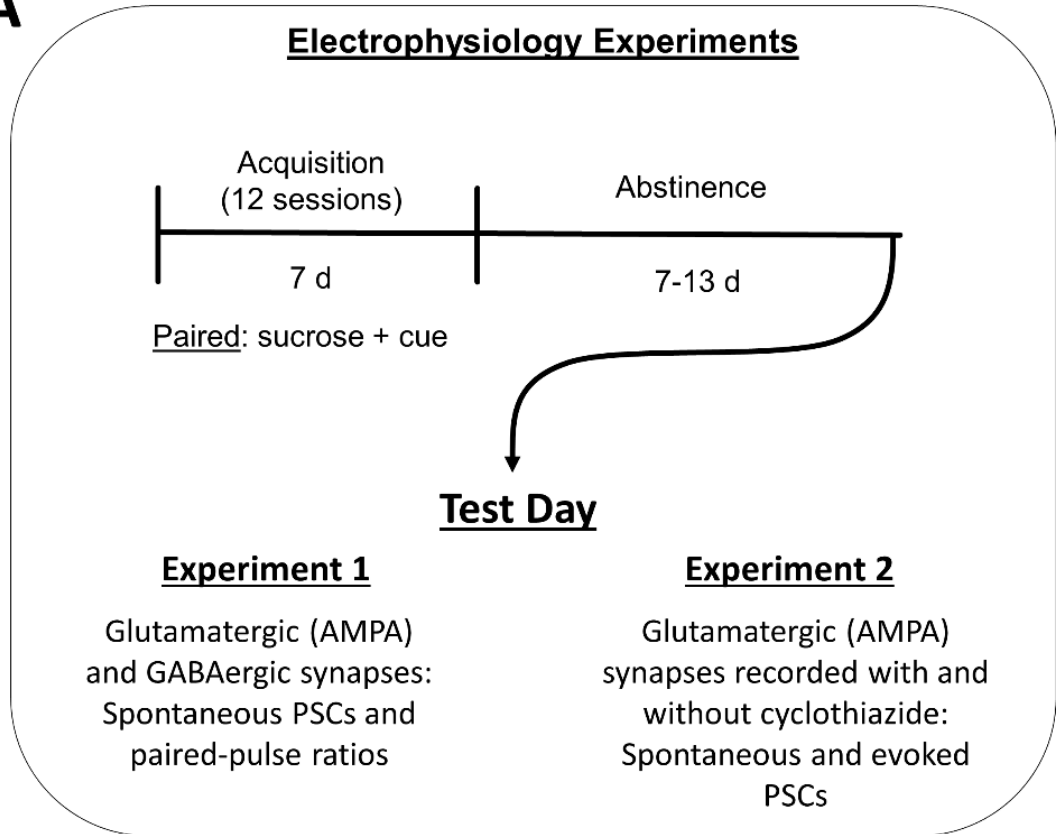 A
Electrophysiology Experiments
Acquisition
(12 sessions)
Abstinence
7 d
7-13 d
Paired: sucrose + cue
Test Day
Experiment 1
Glutamatergic (AMPA)
and GABAergic synapses:
Spontaneous PSCs and
paired-pulse ratios
Experiment 2
Glutamatergic (AMPA)
synapses recorded with and
without cyclothiazide:
Spontaneous and evoked
PSCs